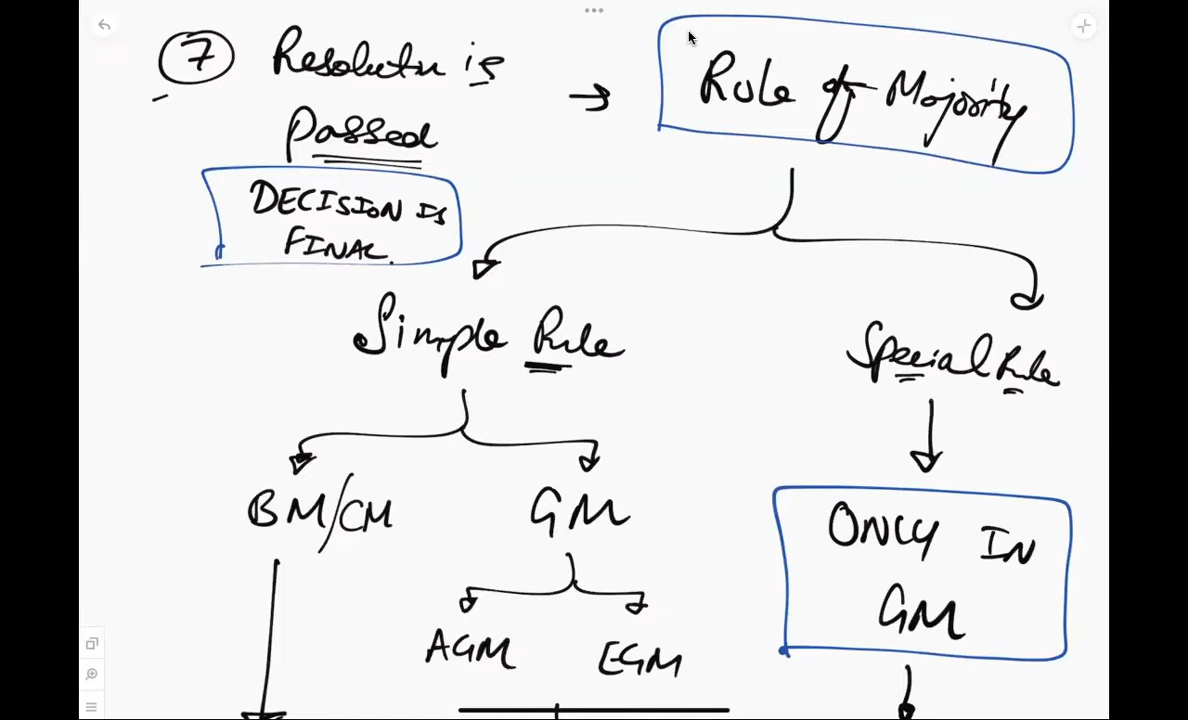 7 Resolutn is → Rule of Majority
Passed
DECISION IS
FINAL.
Simple Rule
Special Rule
BM/CM GM
ONLY IN
GM
AGM EGM